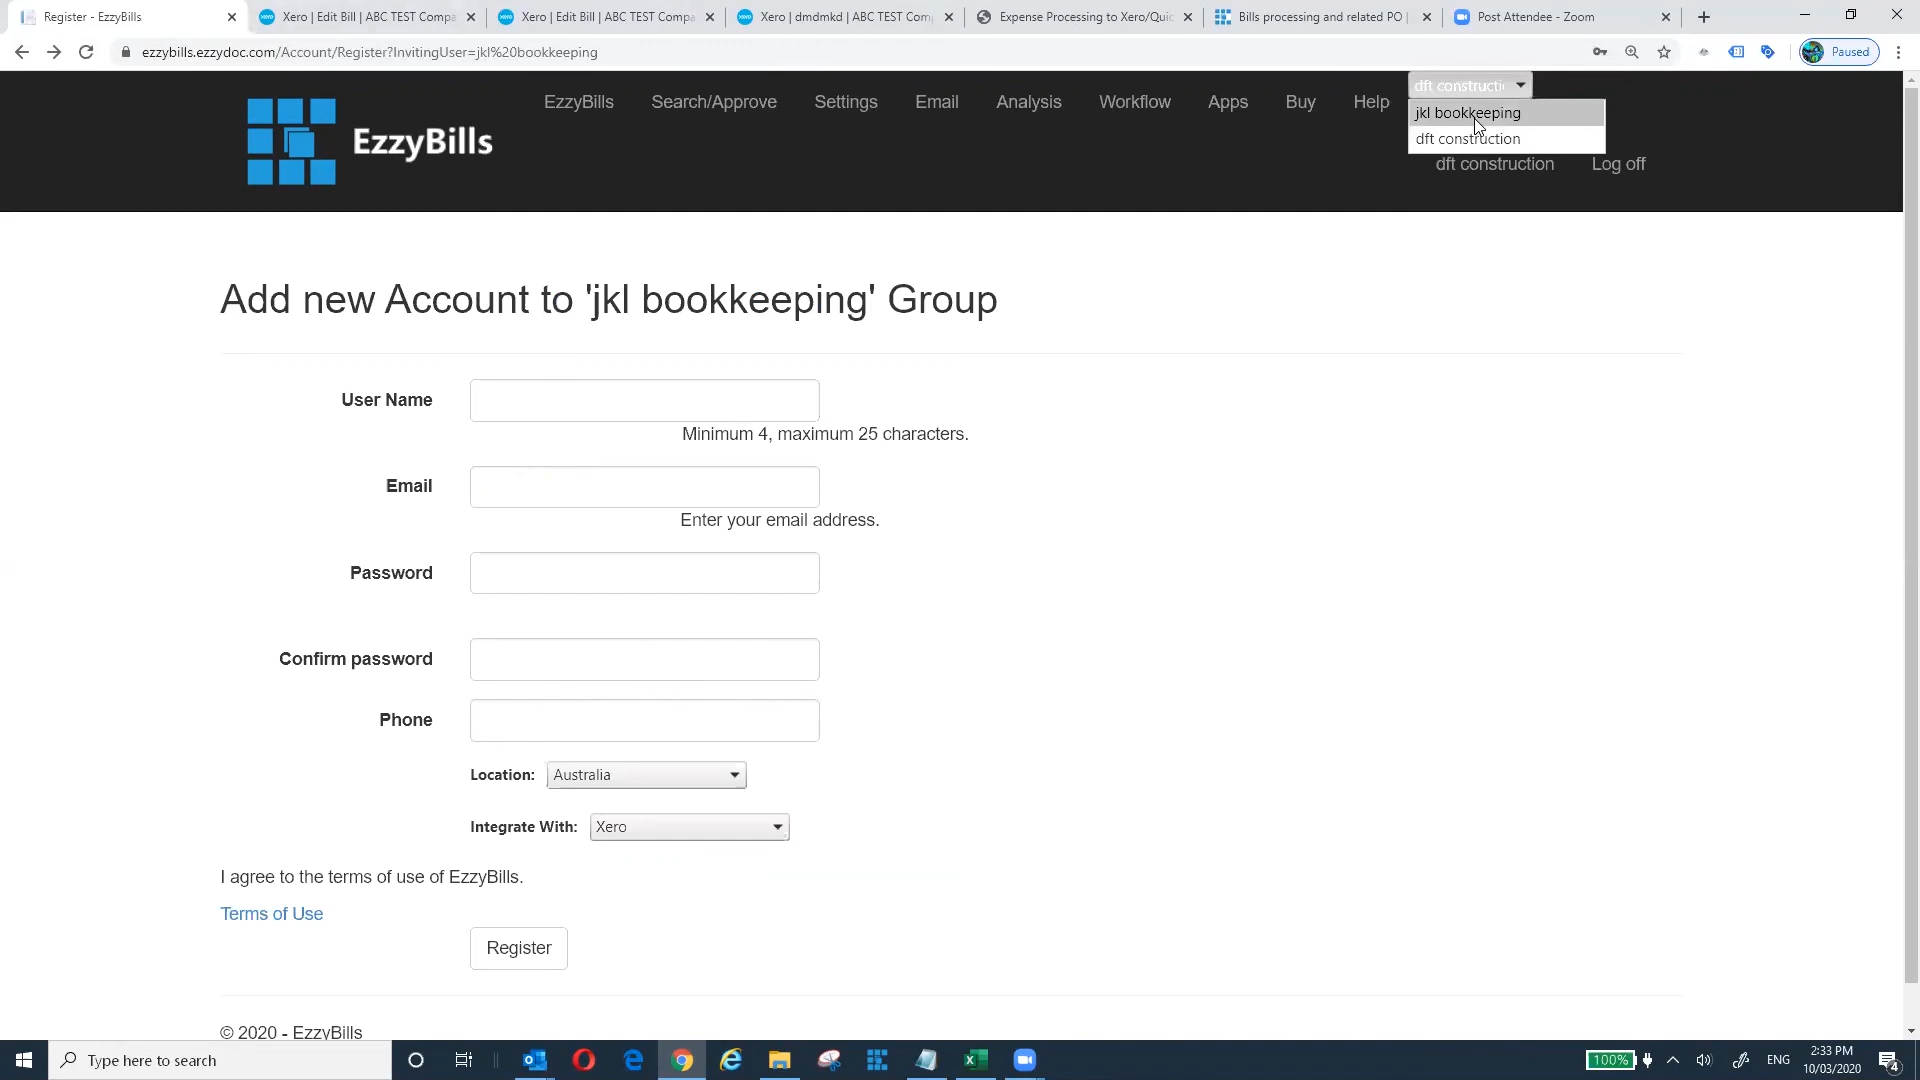 Register - EzzyBills
Xero | Edit Bill | ABC TEST Compa
Xero | Edit Bill | ABC TEST Compa
Xero | dmdmkd | ABC TEST Com
Expense Processing to Xero/Quic
Bills processing and related PO |
Post Attendee - Zoom
ezzybills.ezzydoc.com/Account/Register?InvitingUser=jkl%20bookkeeping
Paused
EzzyBills
EzzyBills
Search/Approve
Settings
Email
Analysis
Workflow
Apps
Buy
Help
dft constructi
jkl bookkeeping
dft construction
dft construction
Log off
Add new Account to 'jkl bookkeeping' Group
User Name
Minimum 4, maximum 25 characters.
Email
Enter your email address.
Password
Confirm password
Phone
Location: Australia
Integrate With: Xero
I agree to the terms of use of EzzyBills.
Terms of Use
Register
© 2020 - EzzyBills
Type here to search
100%
ENG
2:33 PM
10/03/2020
4